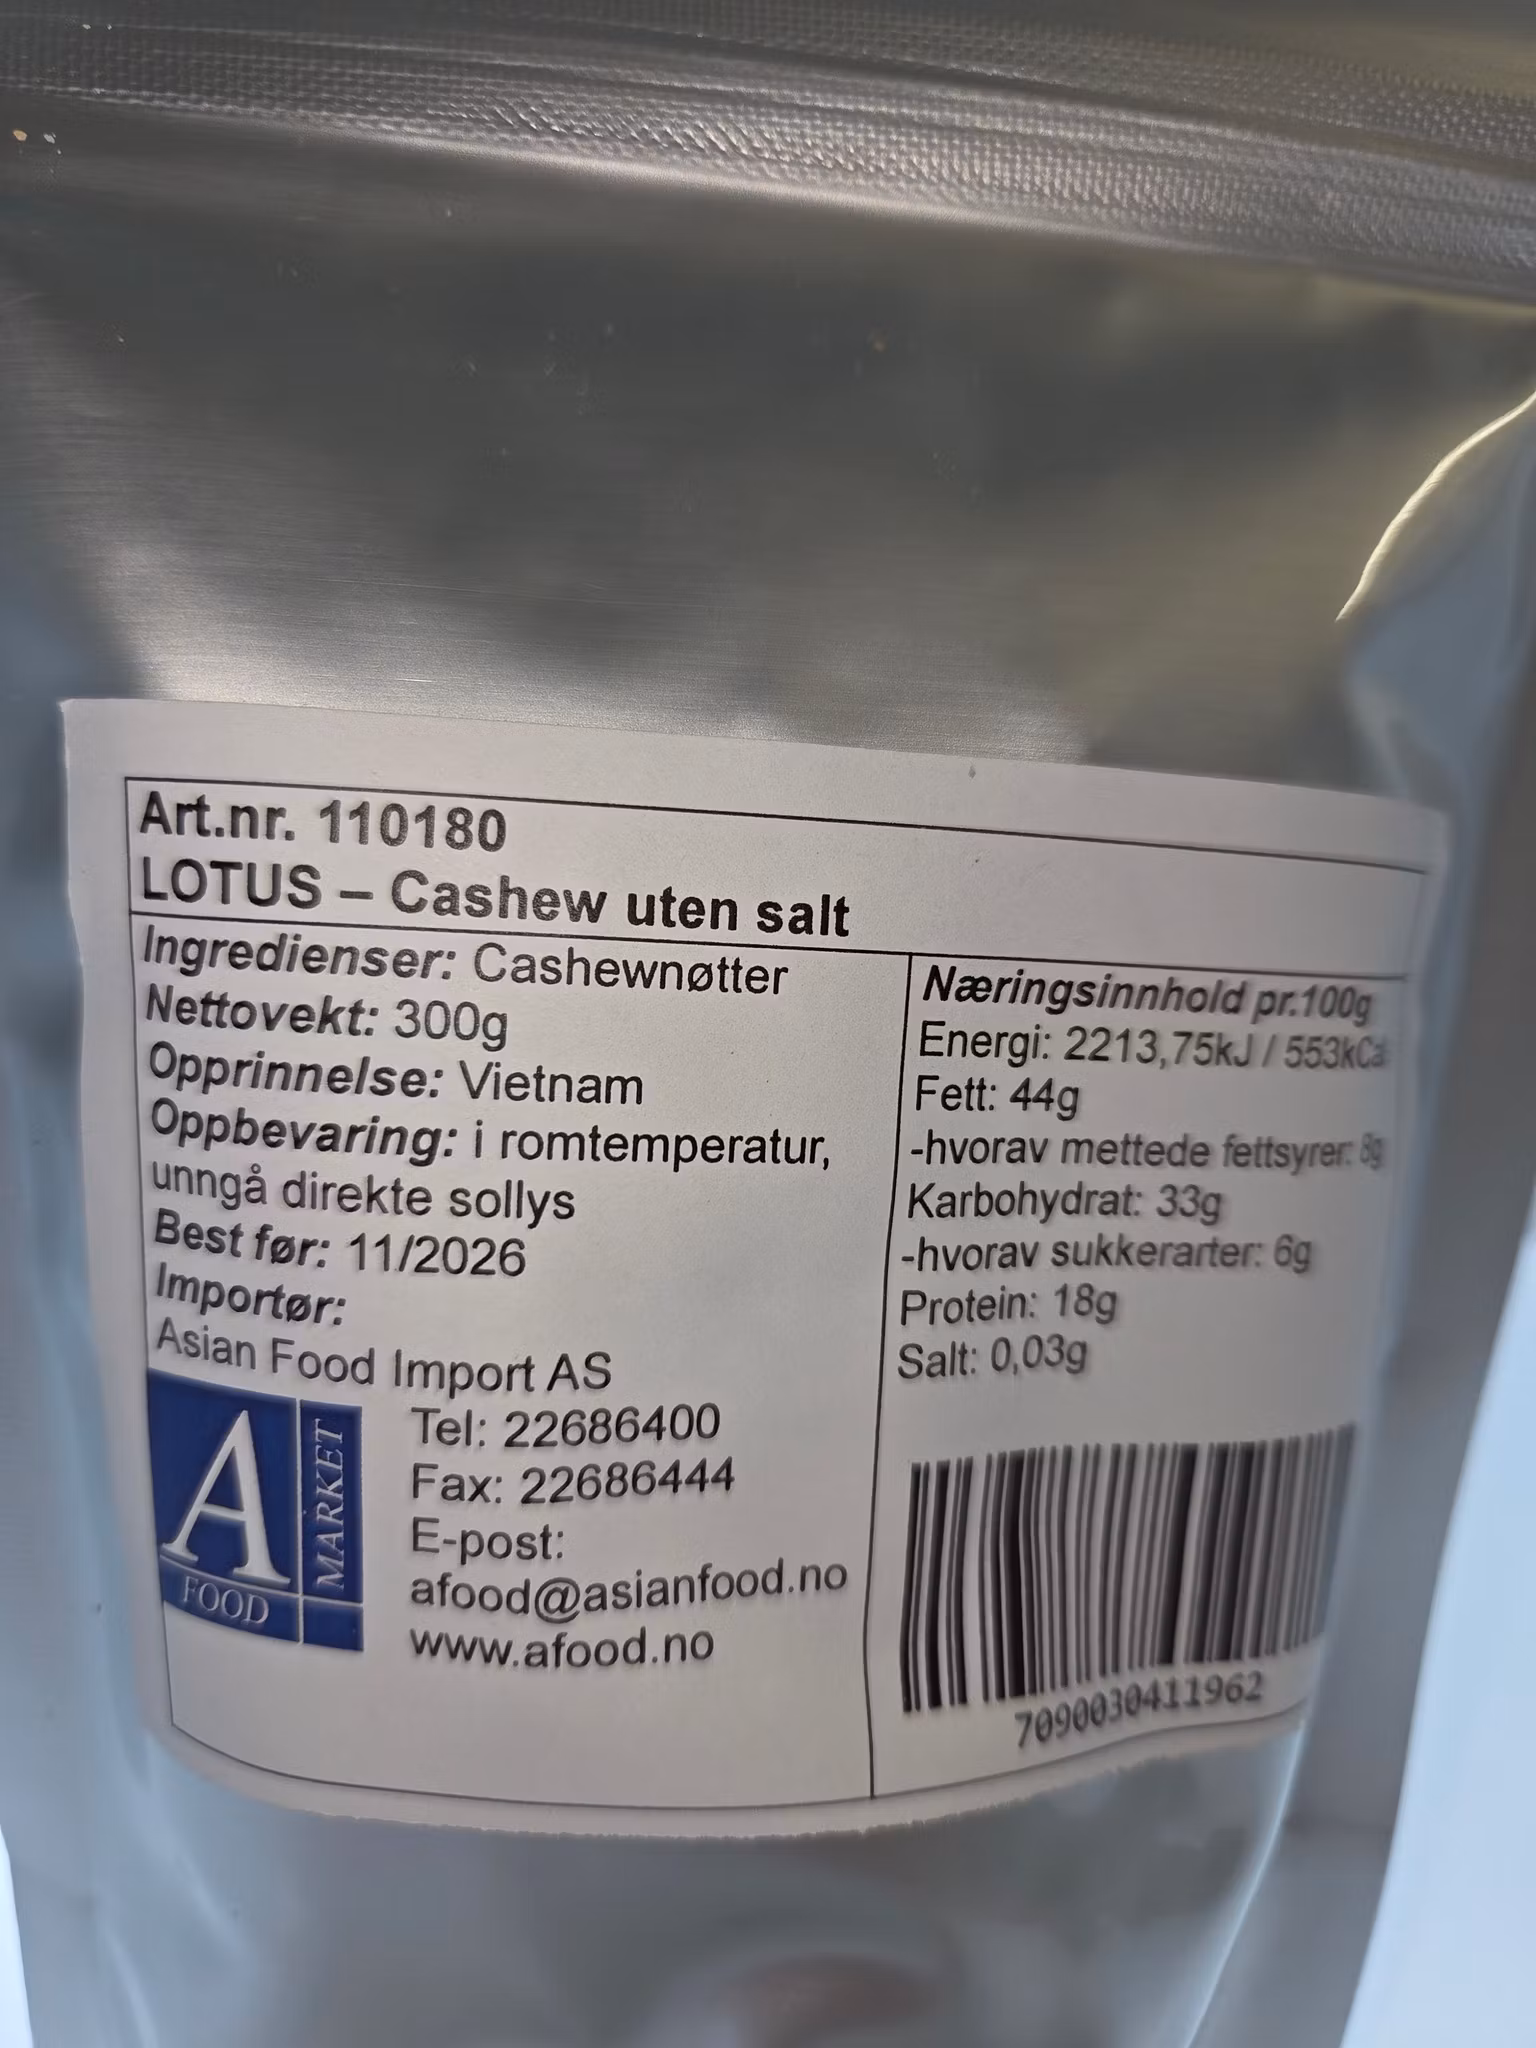 Art.nr. 110180
LOTUS – Cashew uten salt
Ingredienser: Cashewnøtter
Nettovekt: 300g
Opprinnelse: Vietnam
Oppbevaring: i romtemperatur,
unngå direkte sollys
Best før: 11/2026
Importør:
Asian Food Import AS
A
FOOD
MARKET
Tel: 22686400
Fax: 22686444
E-post:
afood@asianfood.no
www.afood.no
Næringsinnhold pr.100g
Energi: 2213,75kJ / 553kCal
Fett: 44g
-hvorav mettede fettsyrer: 8g
Karbohydrat: 33g
-hvorav sukkerarter: 6g
Protein: 18g
Salt: 0,03g
7090030411962